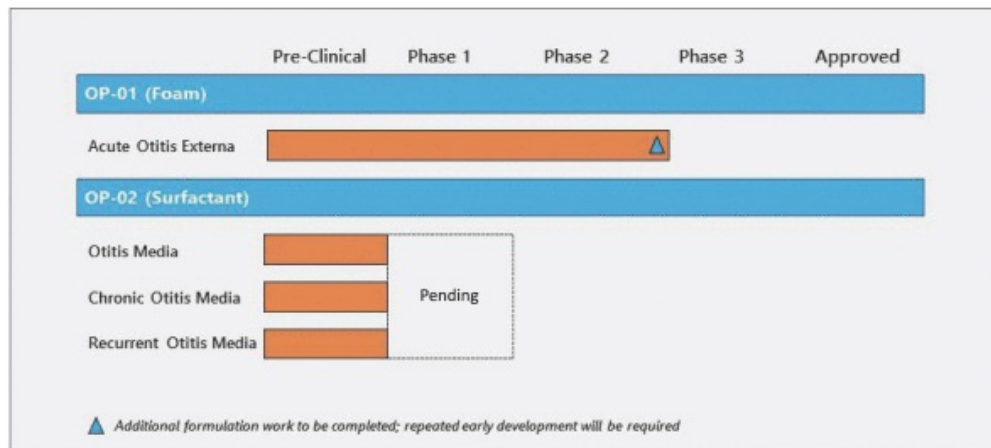 Pre-Clinical Phase 1 Phase 2 Phase 3 Approved
OP-01 (Foam)
Acute Otitis Externa
OP-02 (Surfactant)
Otitis Media
Chronic Otitis Media
Pending
Recurrent Otitis Media
Additional formulation work to be completed; repeated early development will be required